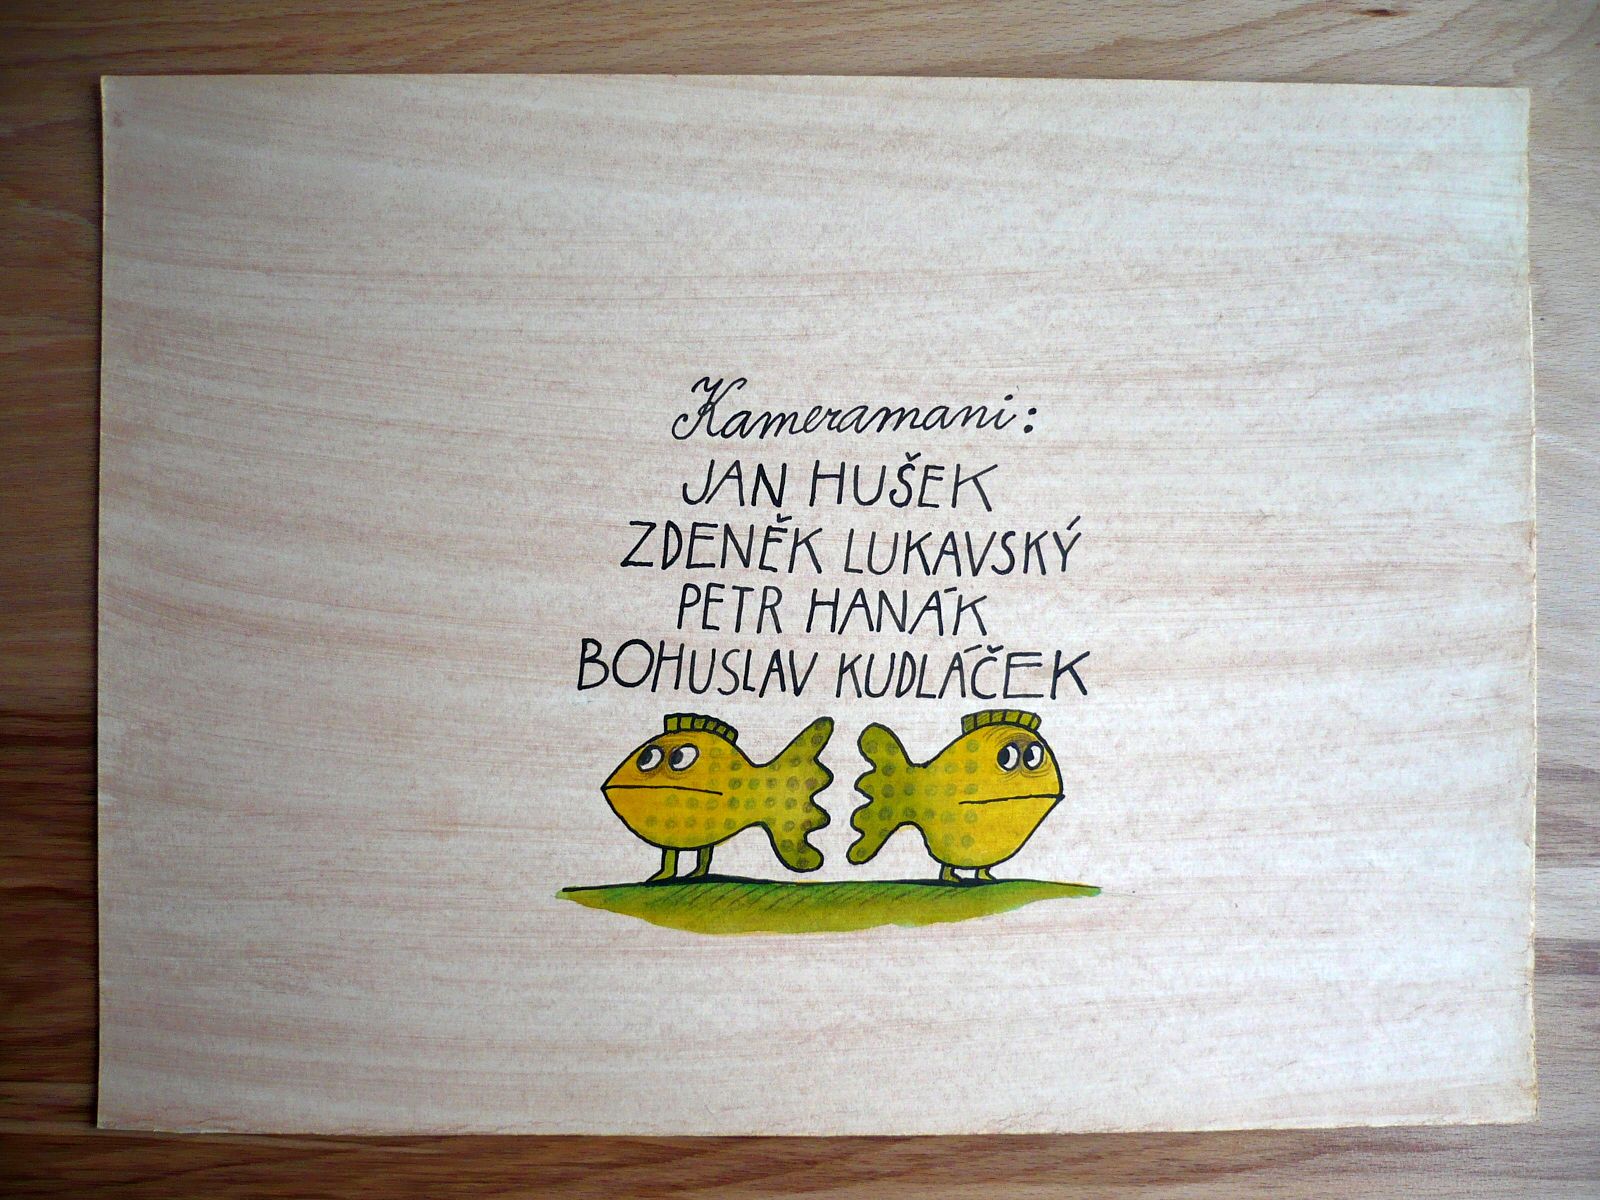 Kameramani:
JAN HUŠEK
ZDENĚK LUKAVSKÝ
PETR HANÁK
BOHUSLAV KUDLÁČEK